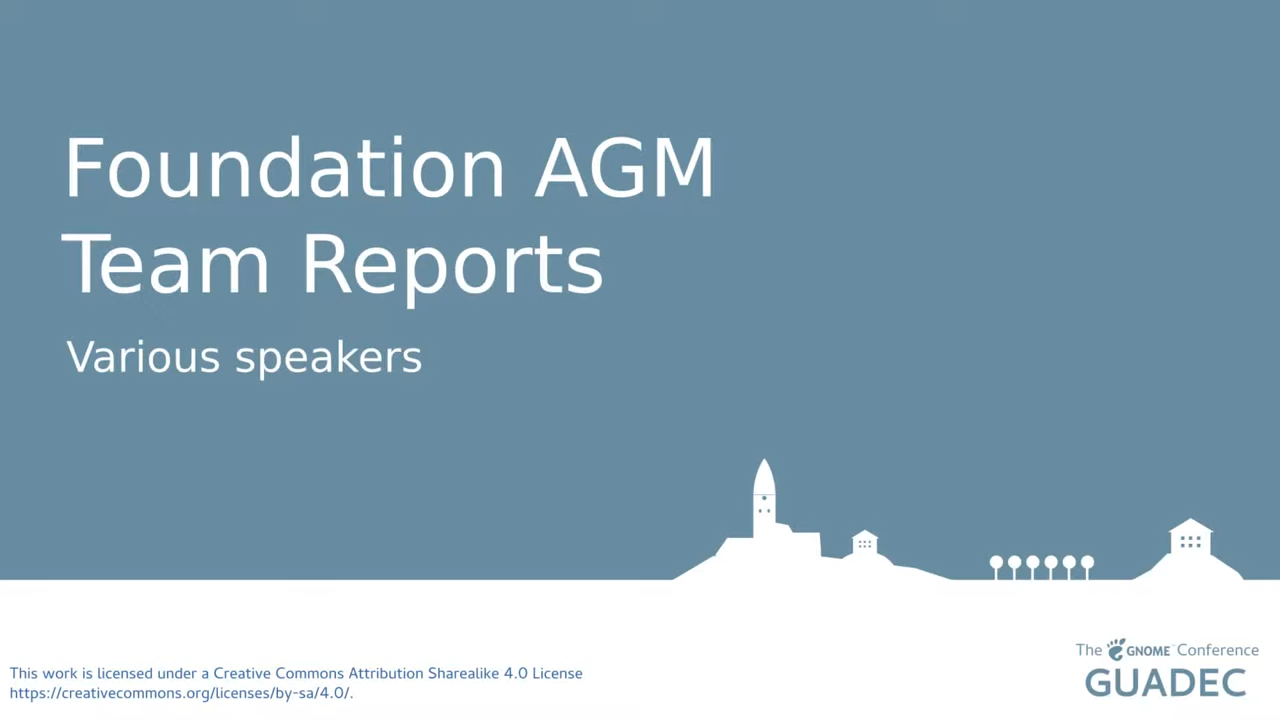 Foundation AGM
Team Reports
Various speakers
This work is licensed under a Creative Commons Attribution Sharealike 4.0 License
https://creativecommons.org/licenses/by-sa/4.0/.
The GNOME™ Conference
GUADEC